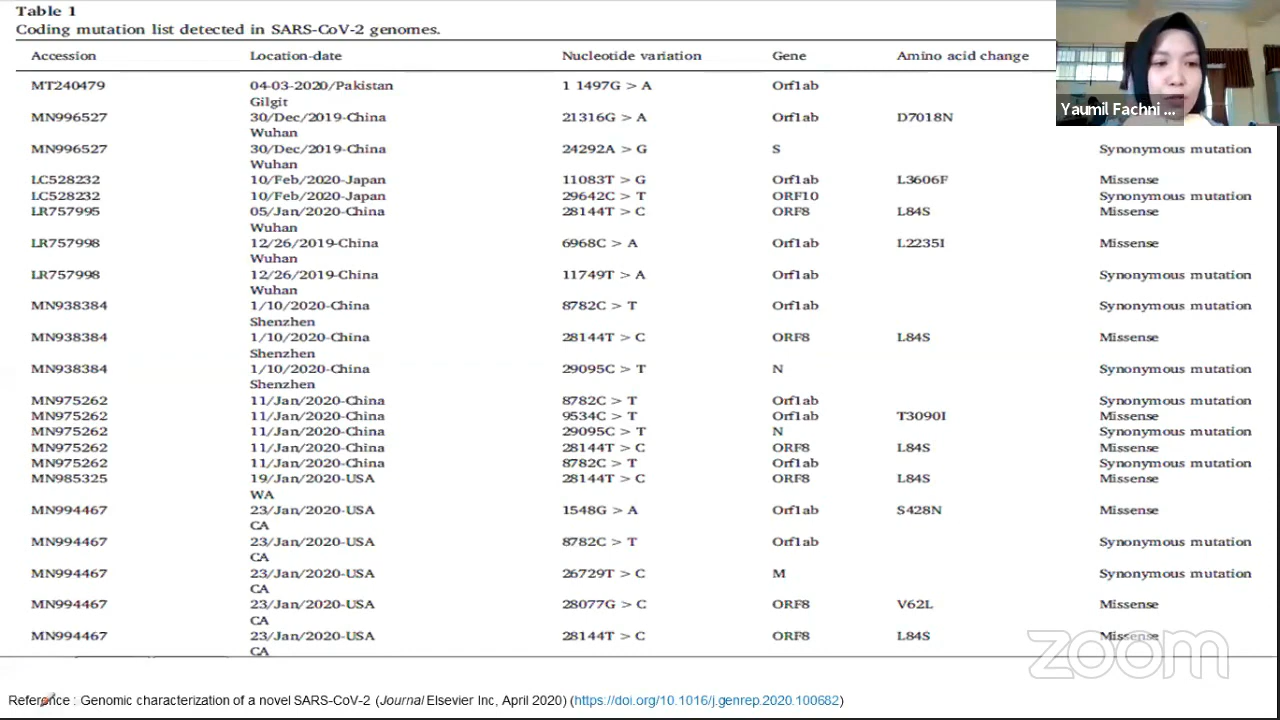 Table 1
Coding mutation list detected in SARS-CoV-2 genomes.
Accession Location-date Nucleotide variation Gene Amino acid change
MT240479 04-03-2020/Pakistan 1 1497G > A Orf1ab
Gilgit
MN996527 30/Dec/2019-China 21316G > A Orf1ab D7018N
Wuhan
MN996527 30/Dec/2019-China 24292A > G S Synonymous mutation
Wuhan
LC528232 10/Feb/2020-Japan 11083T > G Orf1ab L3606F Missense
LC528232 10/Feb/2020-Japan 29642C > T ORF10 Synonymous mutation
LR757995 05/Jan/2020-China 28144T > C ORF8 L84S Missense
Wuhan
LR757998 12/26/2019-China 6968C > A Orf1ab L2235I Missense
Wuhan
LR757998 12/26/2019-China 11749T > A Orf1ab Synonymous mutation
Wuhan
MN938384 1/10/2020-China 8782C > T Orf1ab Synonymous mutation
Shenzhen
MN938384 1/10/2020-China 28144T > C ORF8 L84S Missense
Shenzhen
MN938384 1/10/2020-China 29095C > T N Synonymous mutation
Shenzhen
MN975262 11/Jan/2020-China 8782C > T Orf1ab Synonymous mutation
MN975262 11/Jan/2020-China 9534C > T Orf1ab T3090I Missense
MN975262 11/Jan/2020-China 29095C > T N Synonymous mutation
MN975262 11/Jan/2020-China 28144T > C ORF8 L84S Missense
MN975262 11/Jan/2020-China 8782C > T Orf1ab Synonymous mutation
MN985325 19/Jan/2020-USA 28144T > C ORF8 L84S Missense
WA
MN994467 23/Jan/2020-USA 1548G > A Orf1ab S428N Missense
CA
MN994467 23/Jan/2020-USA 8782C > T Orf1ab Synonymous mutation
CA
MN994467 23/Jan/2020-USA 26729T > C M Synonymous mutation
CA
MN994467 23/Jan/2020-USA 28077G > C ORF8 V62L Missense
CA
MN994467 23/Jan/2020-USA 28144T > C ORF8 L84S Missense
CA
Reference : Genomic characterization of a novel SARS-CoV-2 (Journal Elsevier Inc, April 2020) (https://doi.org/10.1016/j.genrep.2020.100682)
Yaumil Fachni ...
zoom